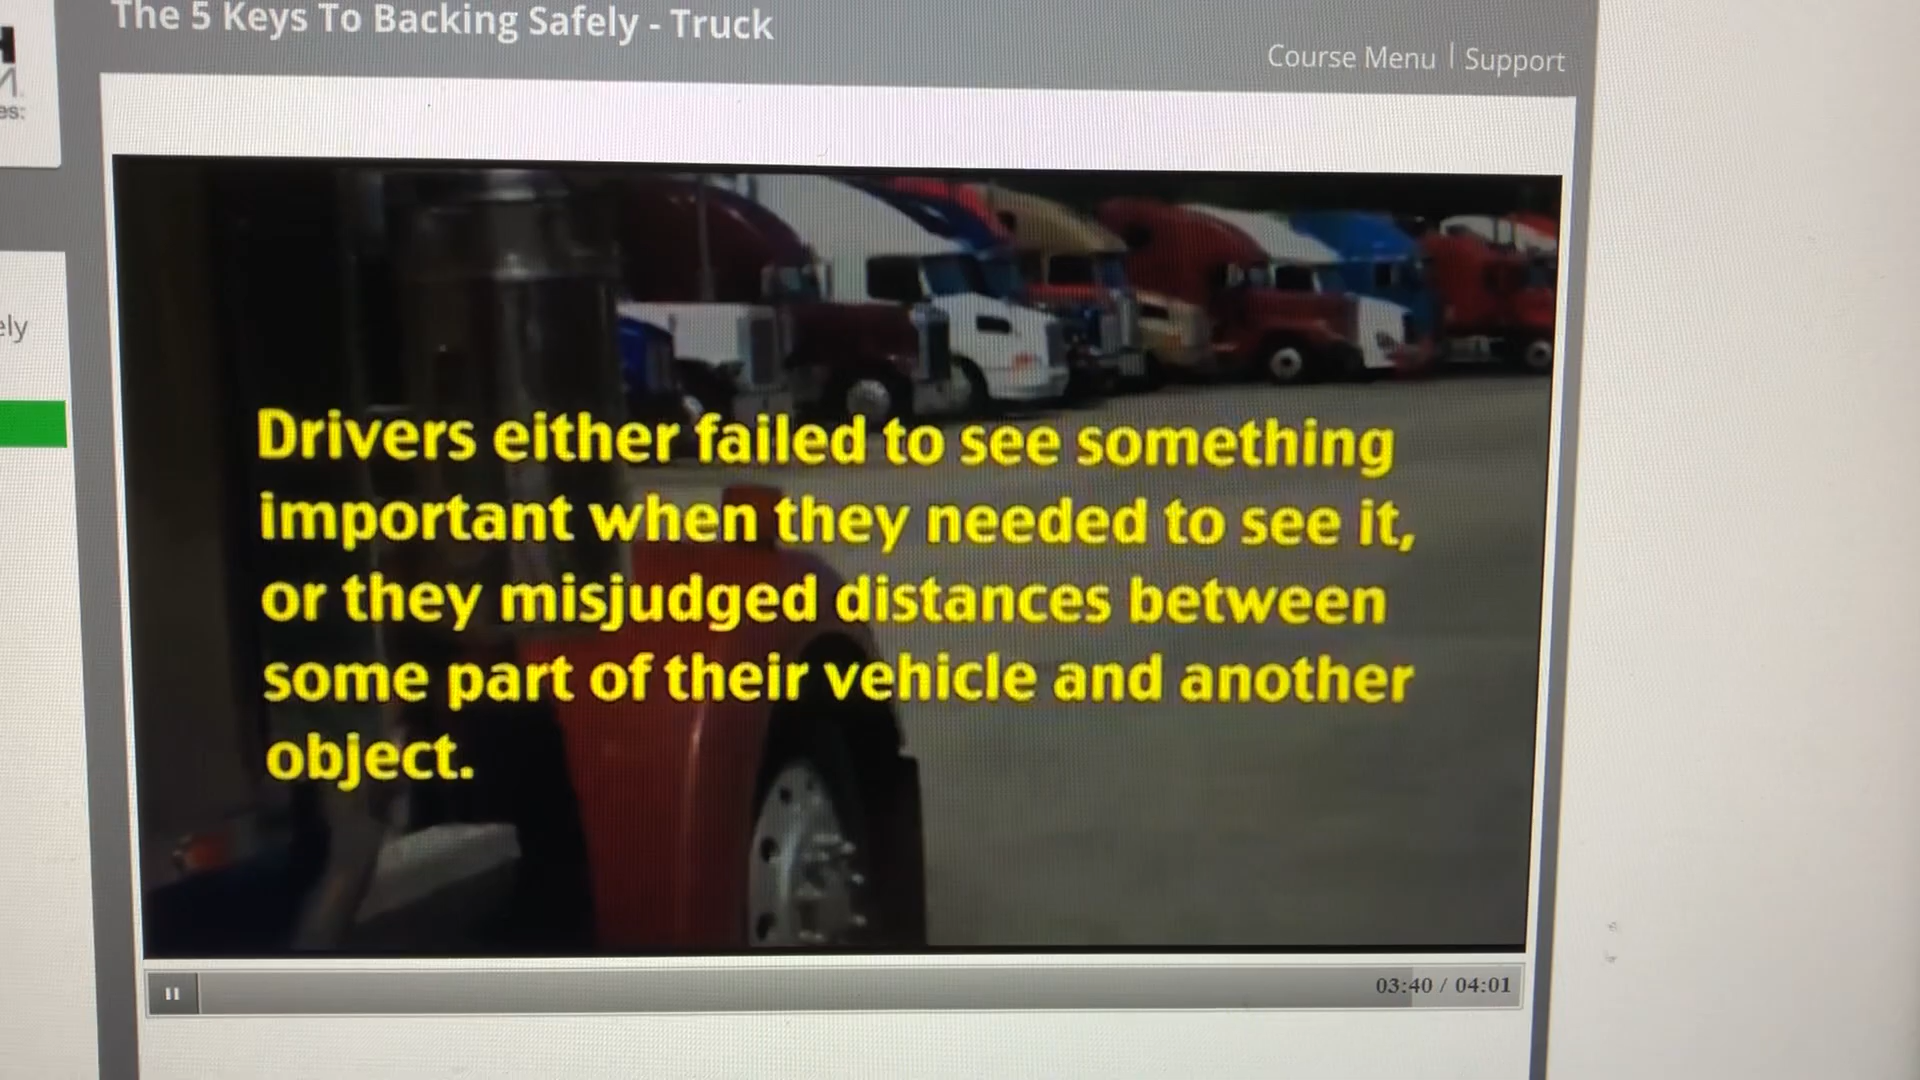 The 5 Keys To Backing Safely - Truck
Course Menu | Support
es:
ely
Drivers either failed to see something
important when they needed to see it,
or they misjudged distances between
some part of their vehicle and another
object.
03:40 / 04:01